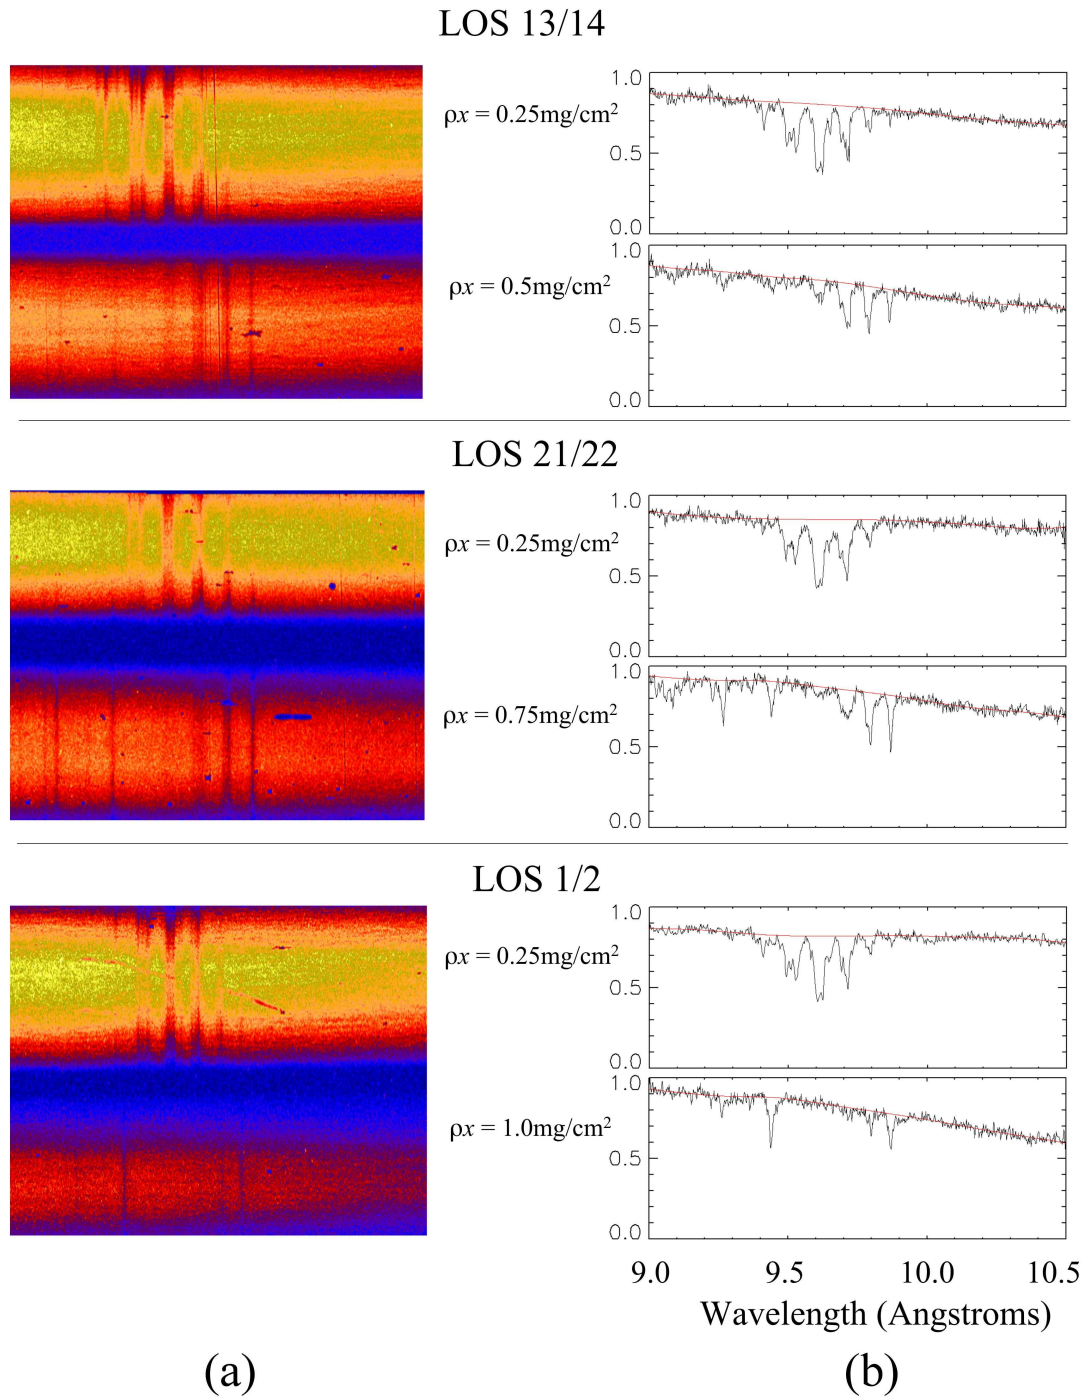 LOS 13/14
ρx = 0.25mg/cm²
1.0
0.5
0.0
ρx = 0.5mg/cm²
1.0
0.5
0.0
LOS 21/22
ρx = 0.25mg/cm²
1.0
0.5
0.0
ρx = 0.75mg/cm²
1.0
0.5
0.0
LOS 1/2
ρx = 0.25mg/cm²
1.0
0.5
0.0
ρx = 1.0mg/cm²
1.0
0.5
0.0
9.0 9.5 10.0 10.5
Wavelength (Angstroms)
(a) (b)